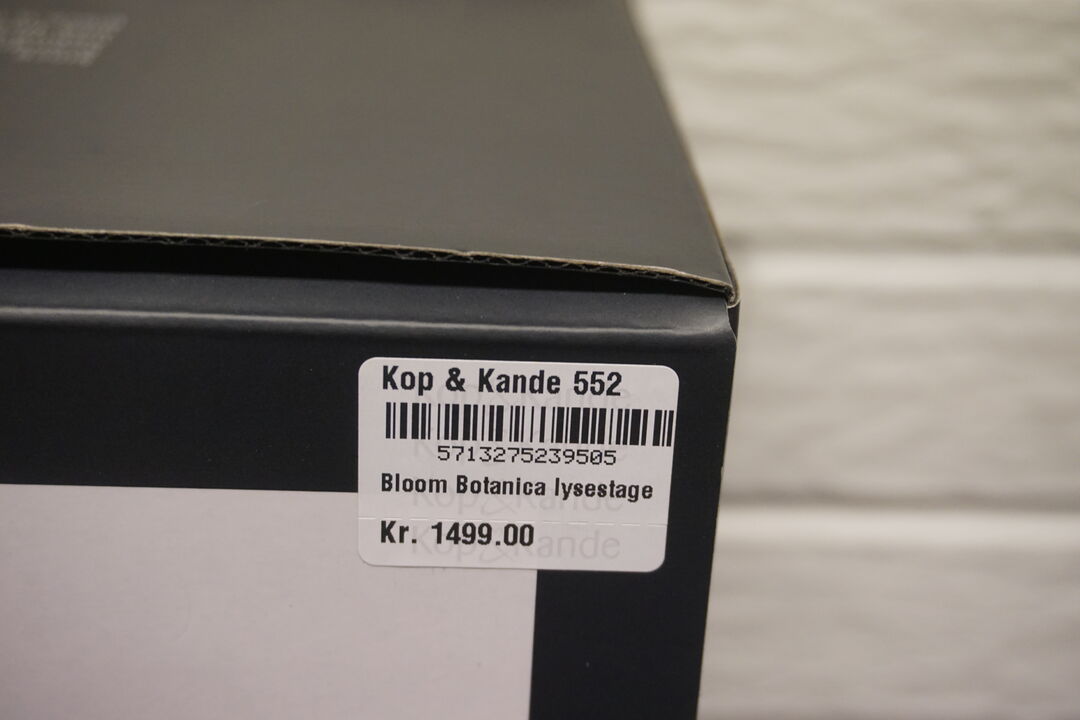 Kop & Kande 552
5713275239505
Bloom Botanica lysestage
Kr. 1499.00